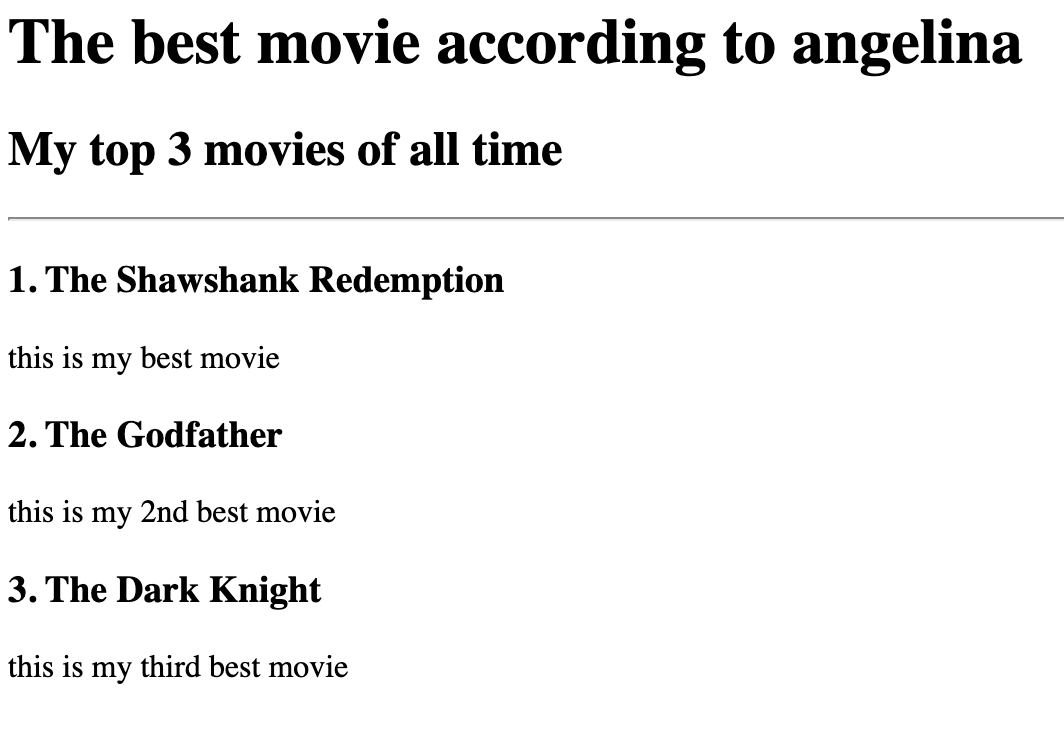 The best movie according to angelina
My top 3 movies of all time
1. The Shawshank Redemption
this is my best movie
2. The Godfather
this is my 2nd best movie
3. The Dark Knight
this is my third best movie